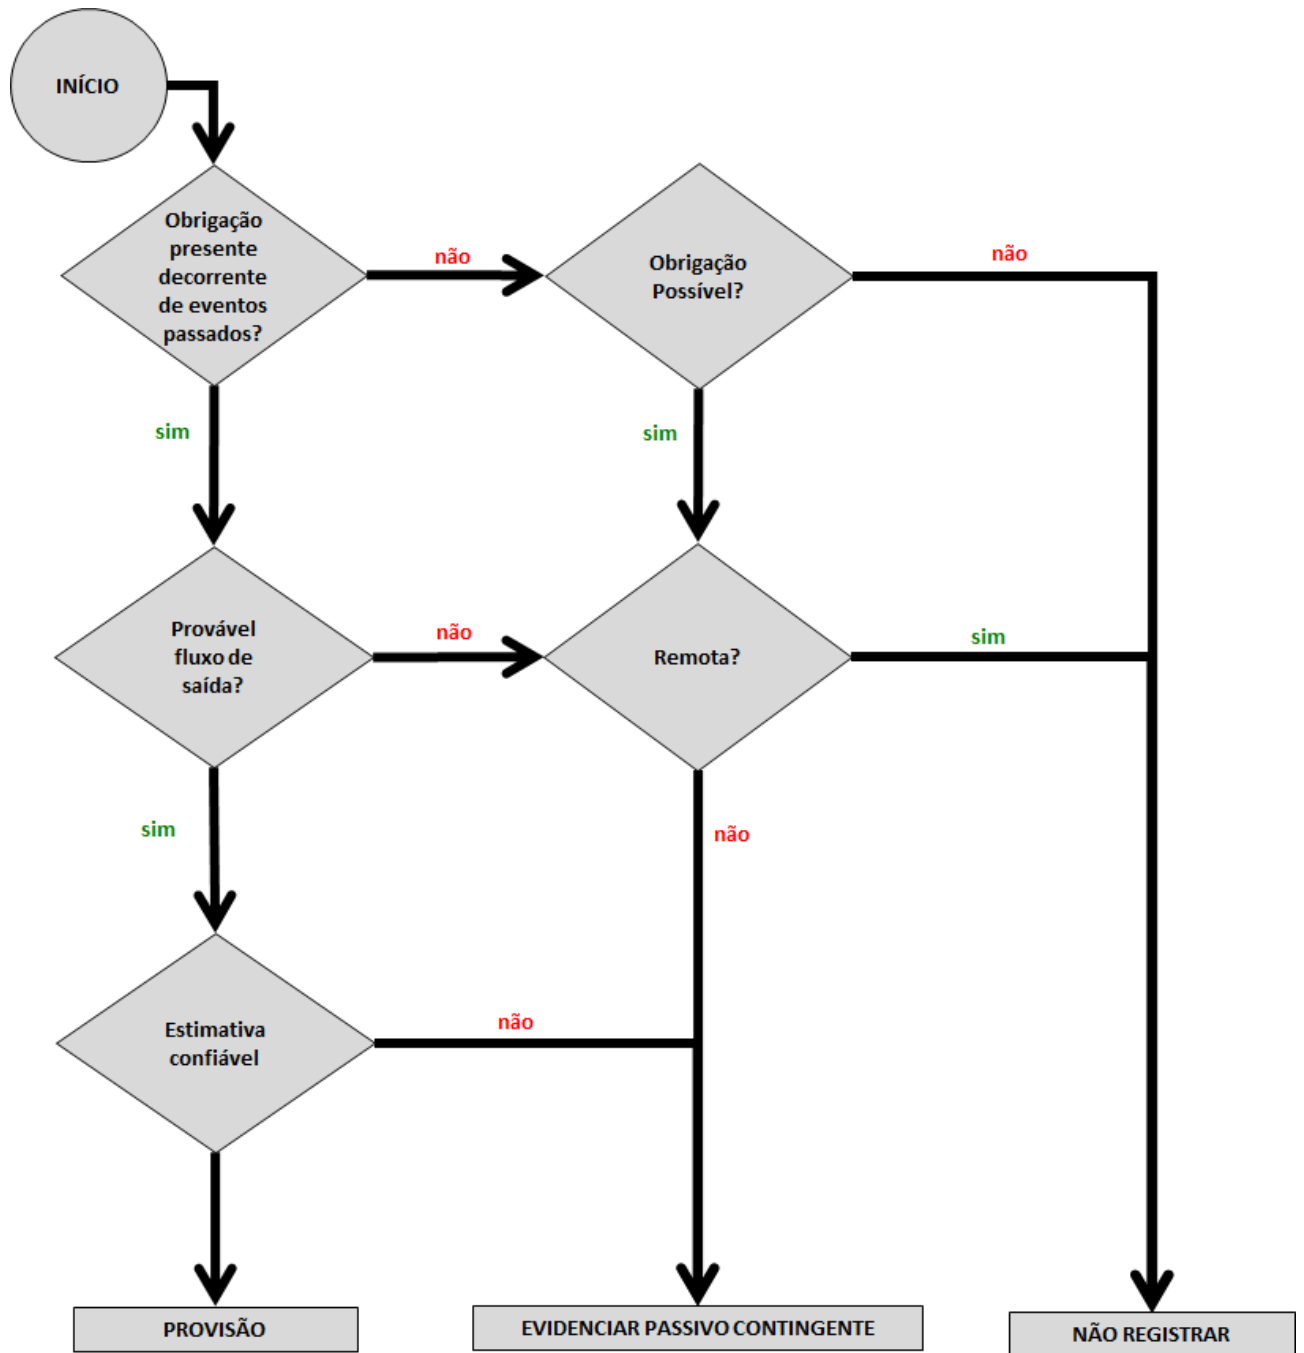 INÍCIO
Obrigação
presente
decorrente
de eventos
passados?
não
Obrigação
Possível?
não
sim
sim
Provável
fluxo de
saída?
não
Remota?
sim
sim
não
Estimativa
confiável
não
PROVISÃO
EVIDENCIAR PASSIVO CONTINGENTE
NÃO REGISTRAR